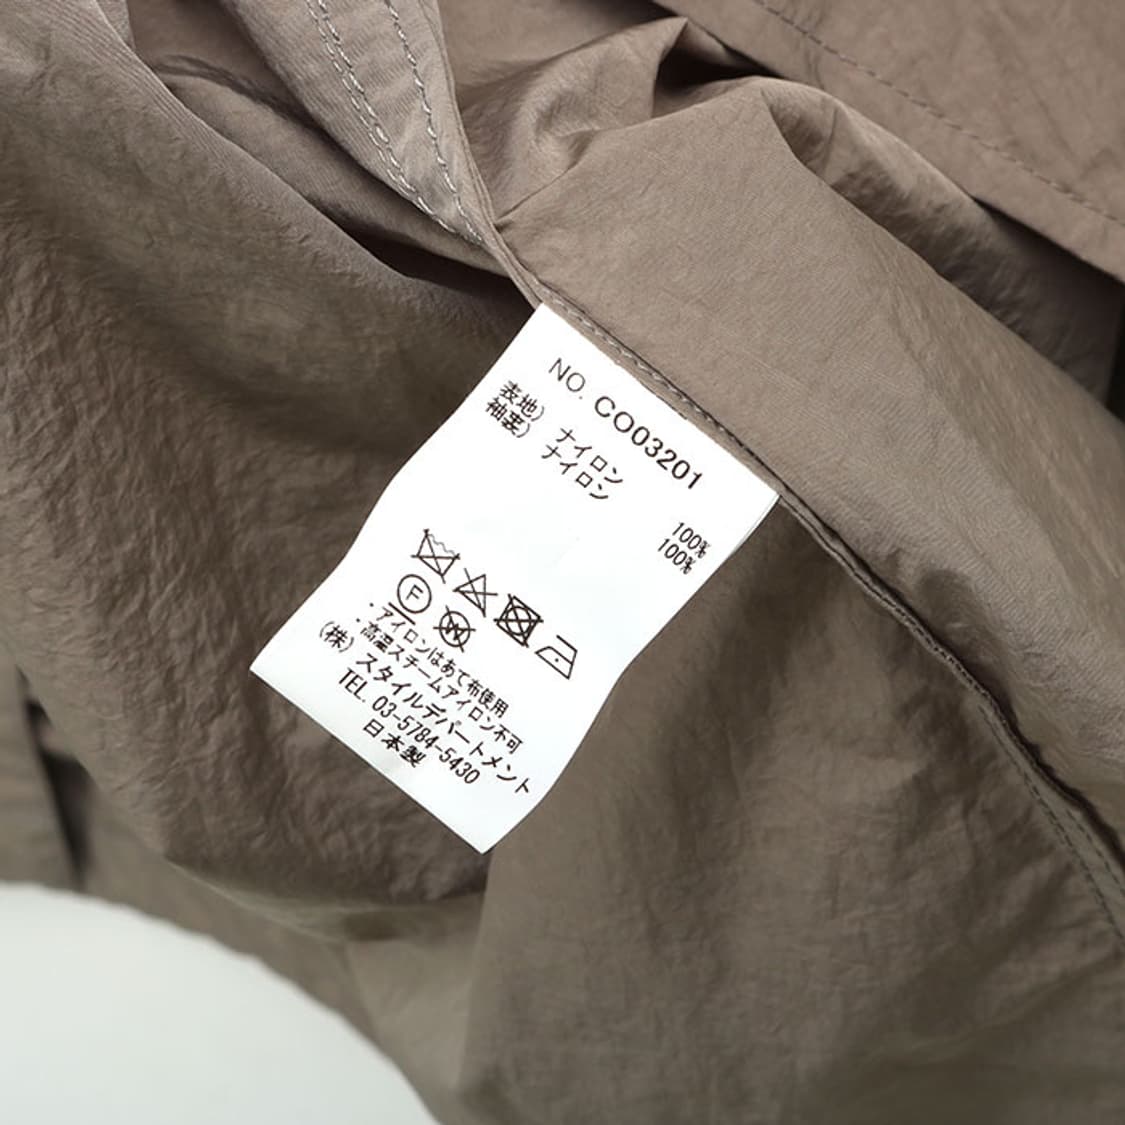 NO. CO03201
表地) ナイロン 100%
袖裏) ナイロン 100%
F
W
・アイロンはあて布使用
・高温スチームアイロン不可
(株) スタイルデパートメント
TEL. 03-5784-5430
日本製